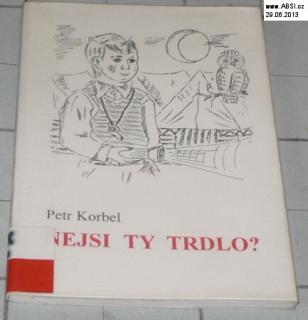 www.ABSI.cz
29.06.2013
Petr Korbel
NEJSI TY TRDLO?